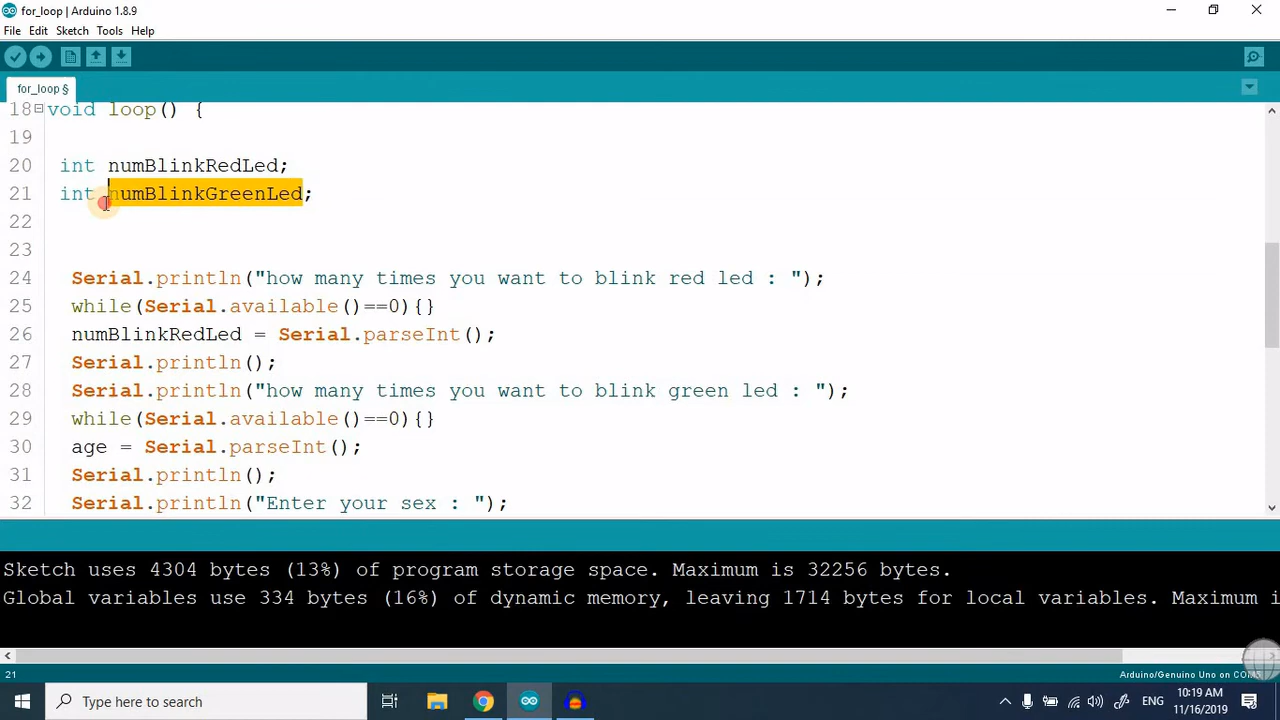 for_loop | Arduino 1.8.9
File Edit Sketch Tools Help
for_loop §
18 void loop() {
19
20 int numBlinkRedLed;
21 int numBlinkGreenLed;
22
23
24 Serial.println("how many times you want to blink red led : ");
25 while(Serial.available()==0){}
26 numBlinkRedLed = Serial.parseInt();
27 Serial.println();
28 Serial.println("how many times you want to blink green led : ");
29 while(Serial.available()==0){}
30 age = Serial.parseInt();
31 Serial.println();
32 Serial.println("Enter your sex : ");
Sketch uses 4304 bytes (13%) of program storage space. Maximum is 32256 bytes.
Global variables use 334 bytes (16%) of dynamic memory, leaving 1714 bytes for local variables. Maximum i
21 Arduino/Genuino Uno on COM5
Type here to search ENG 10:19 AM
11/16/2019